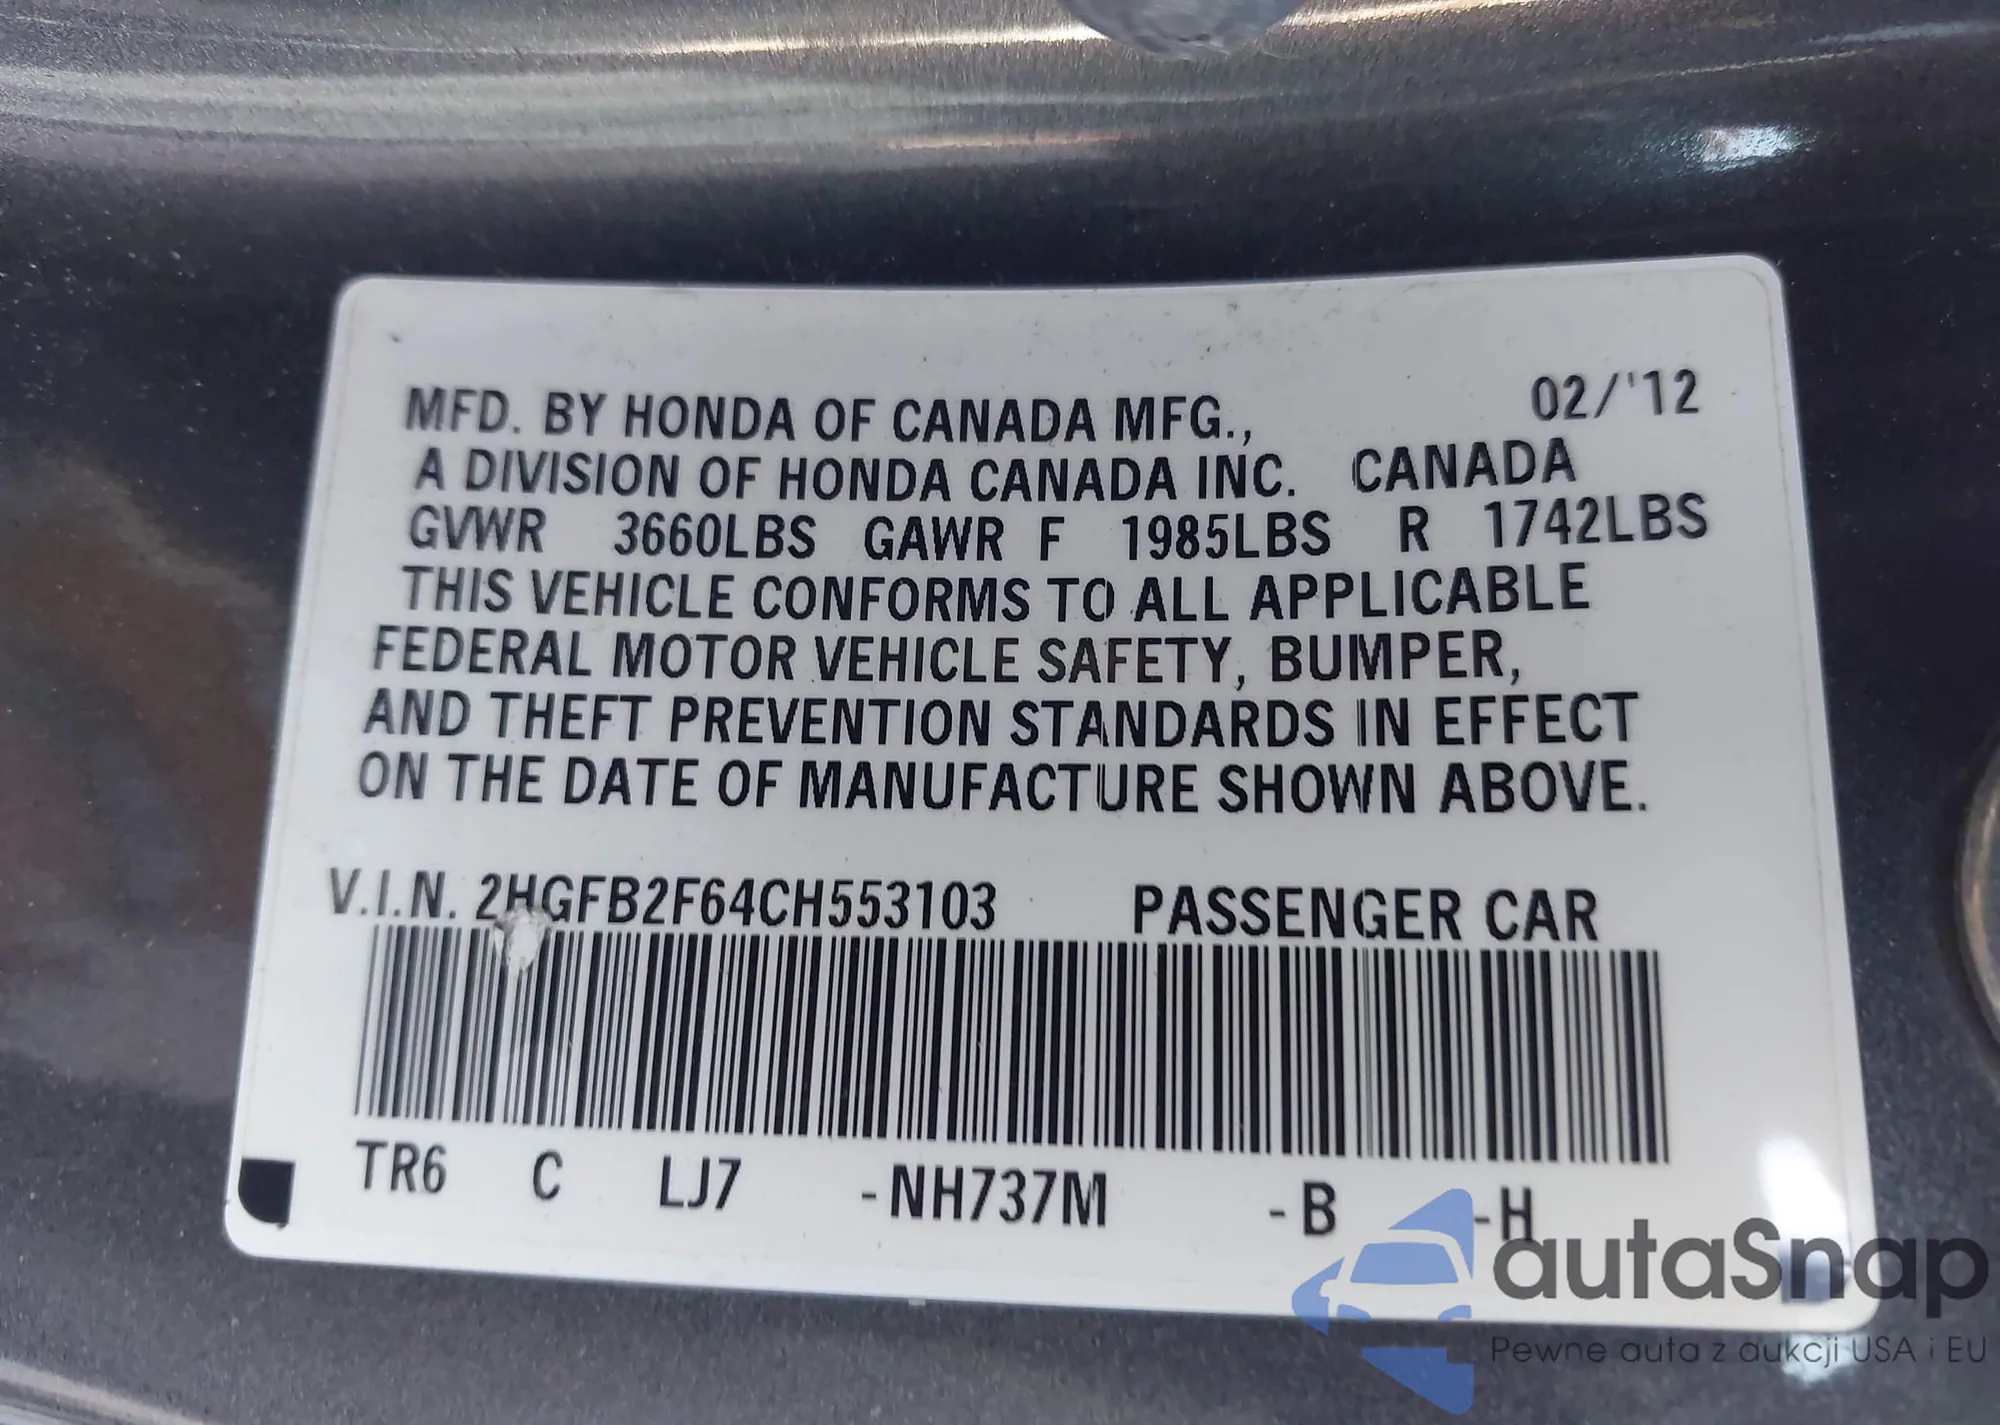 MFD. BY HONDA OF CANADA MFG., 02/'12
A DIVISION OF HONDA CANADA INC. CANADA
GVWR 3660LBS GAWR F 1985LBS R 1742LBS
THIS VEHICLE CONFORMS TO ALL APPLICABLE
FEDERAL MOTOR VEHICLE SAFETY, BUMPER,
AND THEFT PREVENTION STANDARDS IN EFFECT
ON THE DATE OF MANUFACTURE SHOWN ABOVE.
V.I.N. 2HGFB2F64CH553103 PASSENGER CAR
TR6 C LJ7 -NH737M -B -H
autaSnap
Pewne auta z aukcji USA i EU